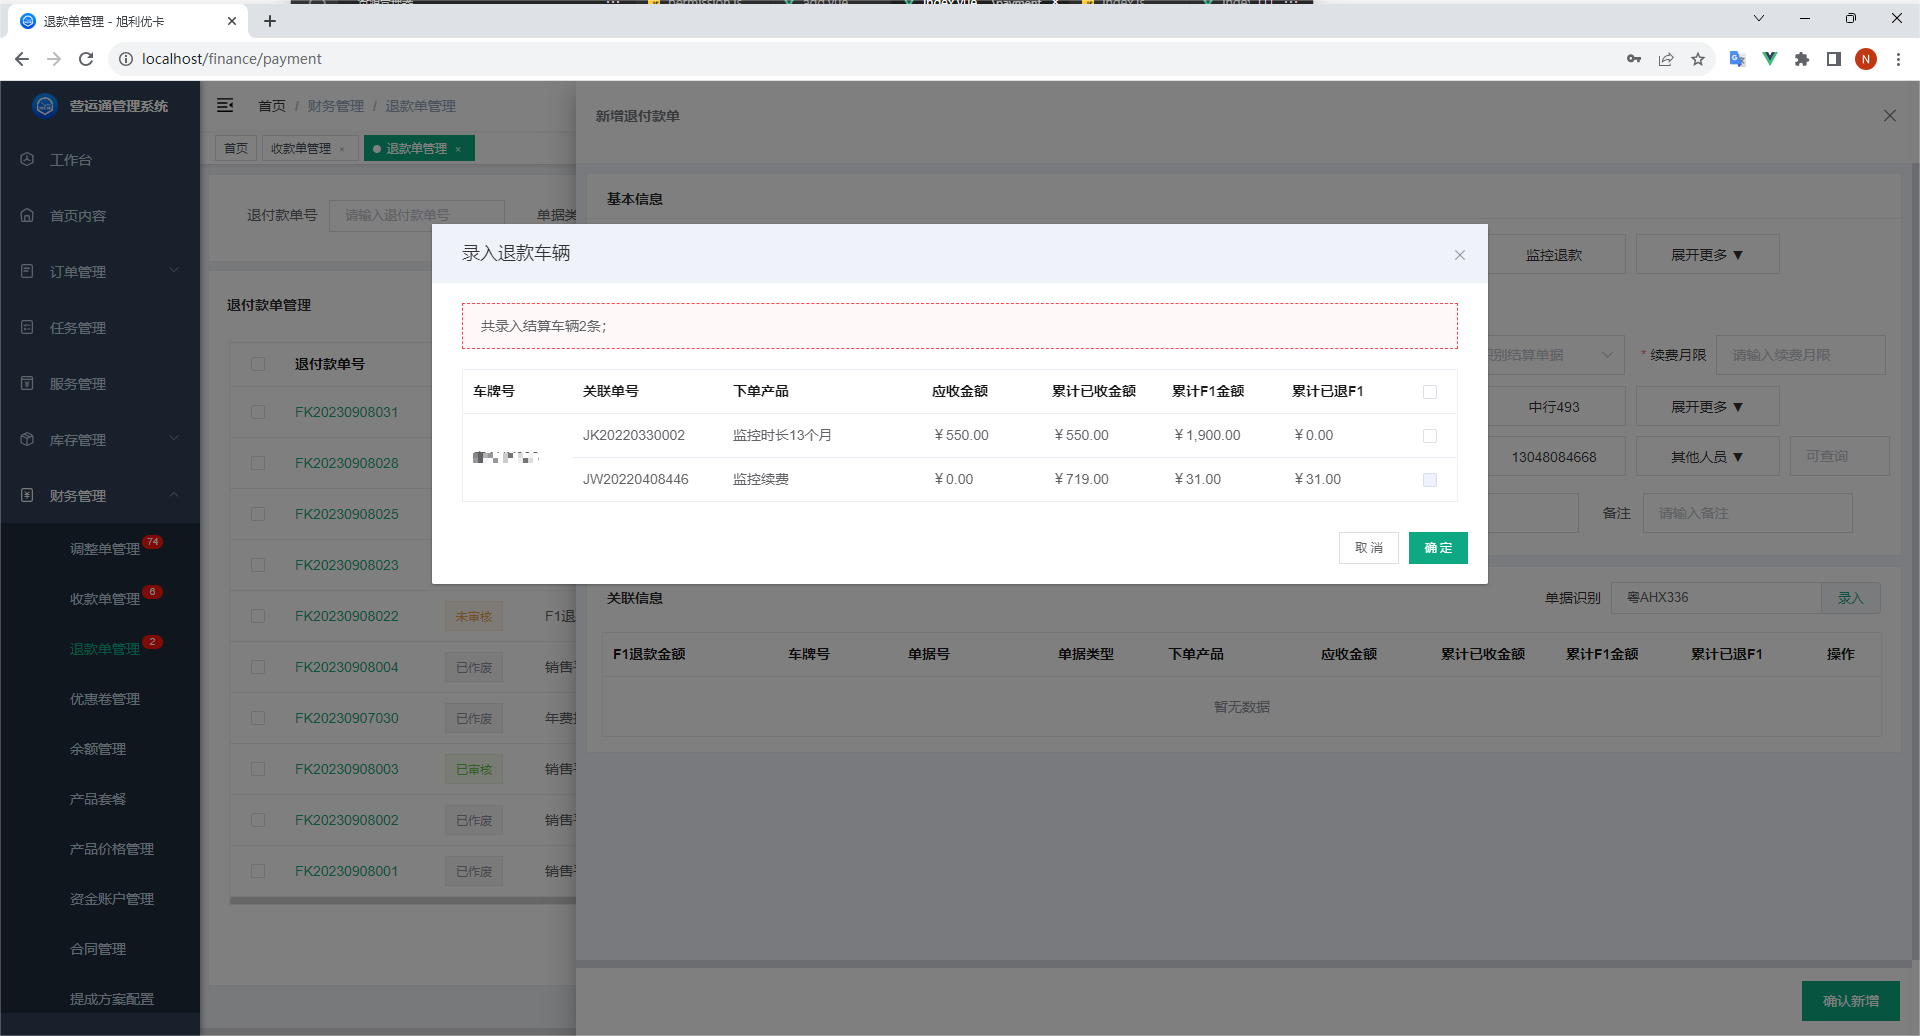 退款单管理 - 旭利优卡
localhost/finance/payment
N
营运通管理系统
工作台
首页内容
订单管理
任务管理
服务管理
库存管理
财务管理
调整单管理 74
收款单管理 6
退款单管理 2
优惠卷管理
余额管理
产品套餐
产品价格管理
资金账户管理
合同管理
提成方案配置
首页 / 财务管理 / 退款单管理
首页 收款单管理 × 退款单管理 ×
退付款单号 请输入退付款单号 单据类
退付款单管理
退付款单号
FK20230908031
FK20230908028
FK20230908025
FK20230908023
FK20230908022 未审核 F1退
FK20230908004 已作废 销售
FK20230907030 已作废 年费
FK20230908003 已审核 销售
FK20230908002 已作废 销售
FK20230908001 已作废 销售
新增退付款单
基本信息
监控退款 展开更多 ▼
别结算单据 * 续费月限 请输入续费月限
中行493 展开更多 ▼
13048084668 其他人员 ▼ 可查询
备注 请输入备注
录入退款车辆
共录入结算车辆2条；
车牌号 关联单号 下单产品 应收金额 累计已收金额 累计F1金额 累计已退F1
JK20220330002 监控时长13个月 ¥550.00 ¥550.00 ¥1,900.00 ¥0.00
JW20220408446 监控续费 ¥0.00 ¥719.00 ¥31.00 ¥31.00
取消 确定
关联信息 单据识别 粤AHX336 录入
F1退款金额 车牌号 单据号 单据类型 下单产品 应收金额 累计已收金额 累计F1金额 累计已退F1 操作
暂无数据
确认新增